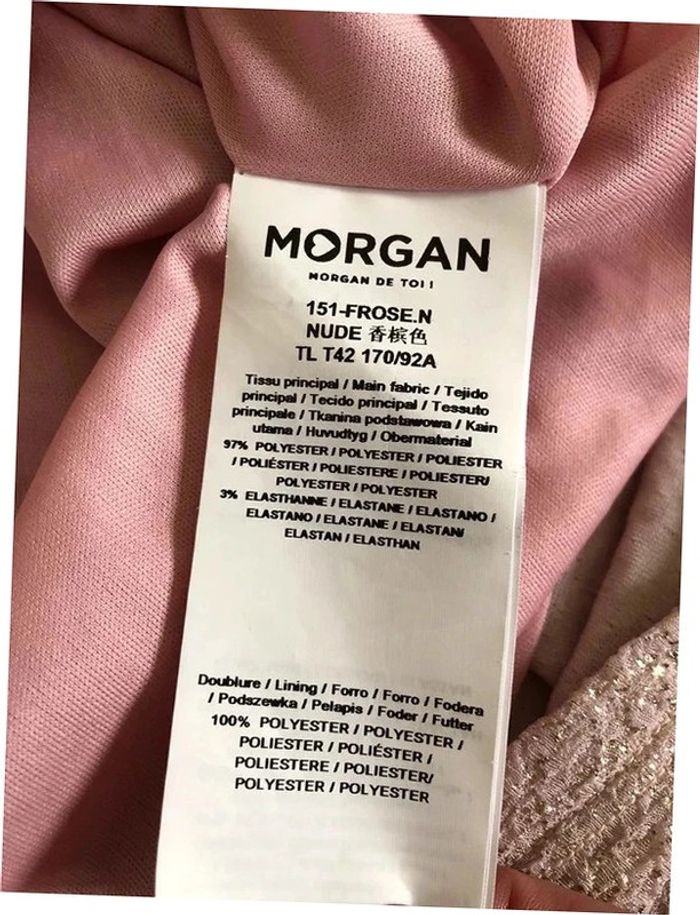 MORGAN
MORGAN DE TOI !
151-FROSE.N
NUDE 香槟色
TL T42 170/92A
Tissu principal / Main fabric / Tejido
principal / Tecido principal / Tessuto
principale / Tkanina podstawowa / Kain
utama / Huvudtyg / Obermaterial
97% POLYESTER / POLYESTER / POLIESTER
/ POLIÉSTER / POLIESTERE / POLIESTER/
POLYESTER / POLYESTER
3% ELASTHANNE / ELASTANE / ELASTANO /
ELASTANO / ELASTANE / ELASTAN/
ELASTAN / ELASTHAN
Doublure / Lining / Forro / Forro / Fodera
/ Podszewka / Pelapis / Foder / Futter
100% POLYESTER / POLYESTER /
POLIESTER / POLIÉSTER /
POLIESTERE / POLIESTER/
POLYESTER / POLYESTER